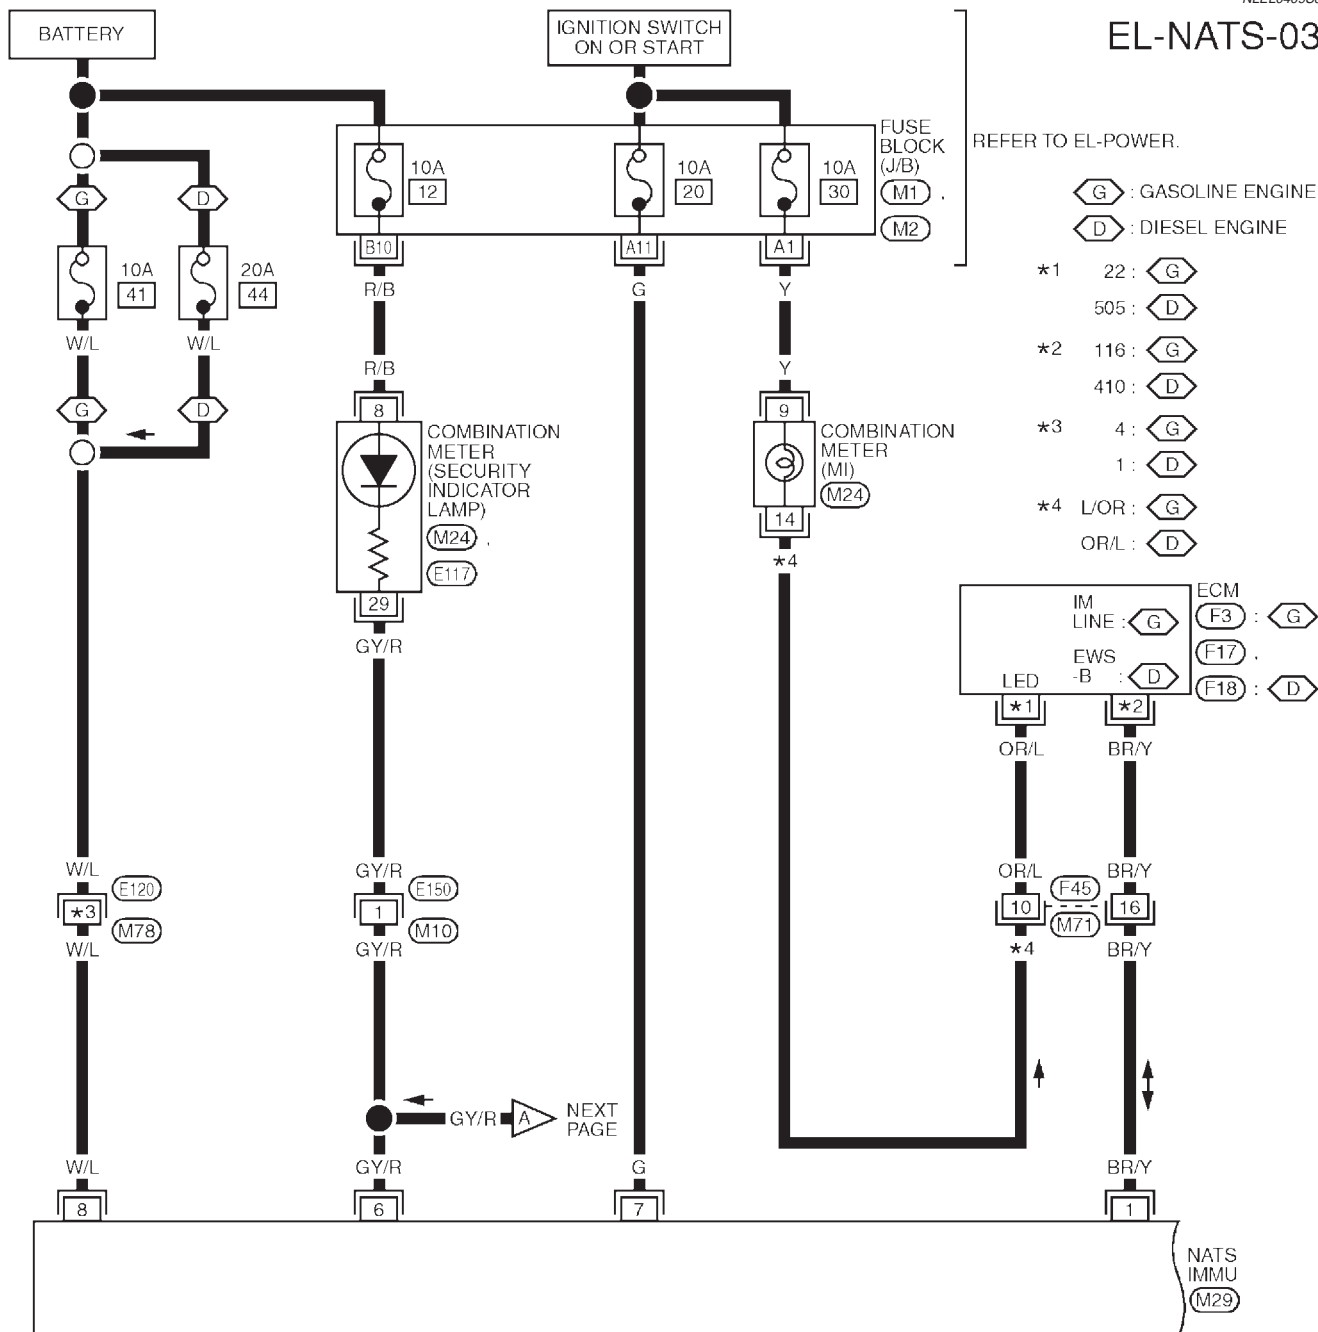 EL-NATS-03
BATTERY
IGNITION SWITCH
ON OR START
FUSE
BLOCK
(J/B)
M1 ,
M2
REFER TO EL-POWER.
10A
12
10A
20
10A
30
G : GASOLINE ENGINE
D : DIESEL ENGINE
G
D
B10
A11
A1
10A
41
20A
44
R/B
G
Y
*1 22 : G
505 : D
*2 116 : G
410 : D
*3 4 : G
1 : D
*4 L/OR : G
OR/L : D
W/L
W/L
R/B
Y
G
D
8
9
COMBINATION
METER
(SECURITY
INDICATOR
LAMP)
M24 ,
E117
COMBINATION
METER
(MI)
M24
14
*4
29
GY/R
ECM
F3 : G
F17 ,
F18 : D
IM
LINE : G
EWS
-B : D
LED
*1
*2
OR/L
BR/Y
W/L
GY/R
OR/L
BR/Y
E120
*3
M78
E150
1
M10
F45
10
16
M71
W/L
GY/R
*4
BR/Y
GY/R
A
NEXT
PAGE
W/L
GY/R
G
BR/Y
8
6
7
1
NATS
IMMU
M29